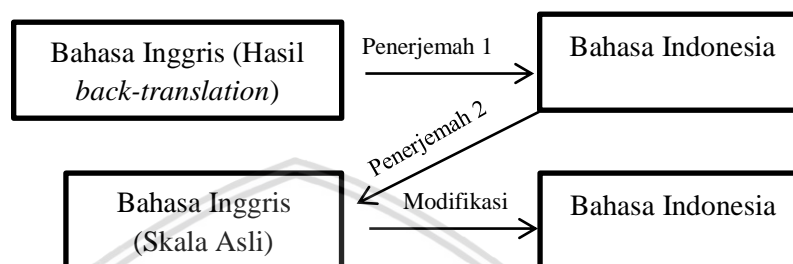 Bahasa Inggris (Hasil
back-translation)
Penerjemah 1
Bahasa Indonesia
Penerjemah 2
Bahasa Inggris
(Skala Asli)
Modifikasi
Bahasa Indonesia